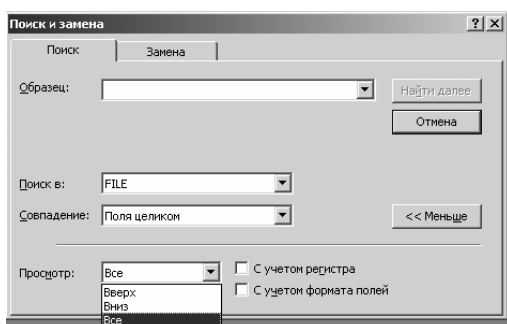 Поиск и замена
Поиск Замена
Образец:
Найти далее
Отмена
Поиск в: FILE
Совпадение: Поля целиком << Меньше
Просмотр: Все С учетом регистра
Вверх С учетом формата полей
Вниз
Все